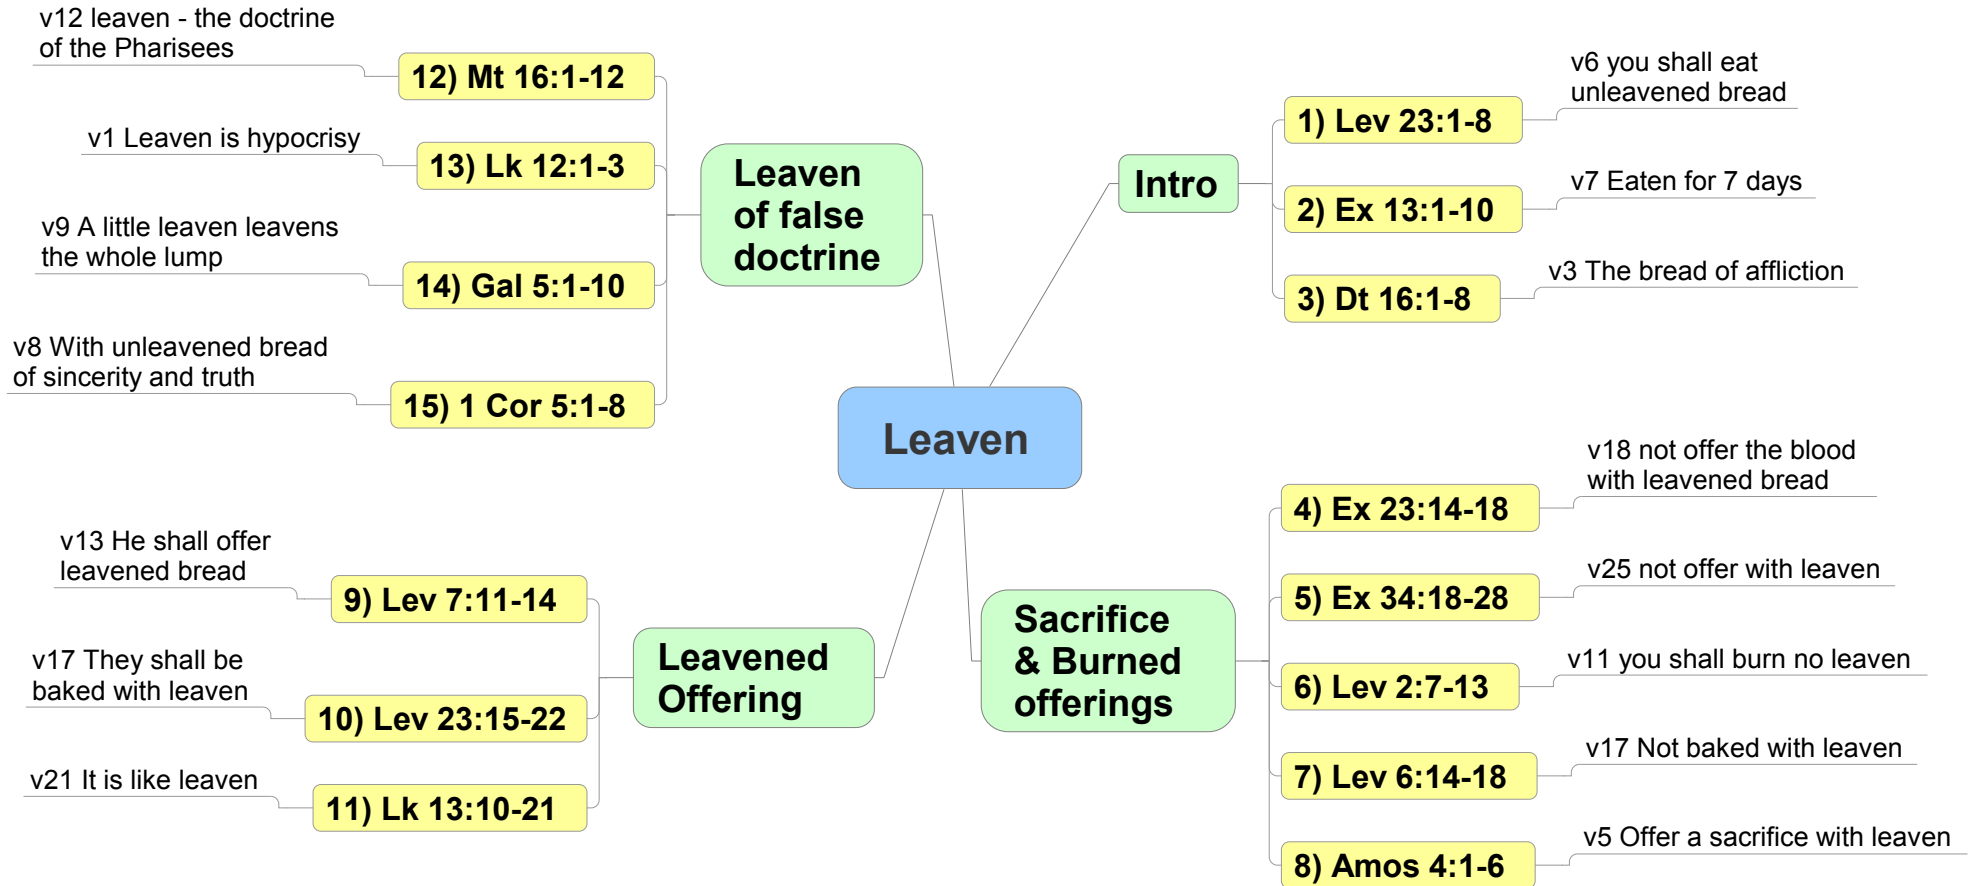 Leaven
Intro
1) Lev 23:1-8
v6 you shall eat
unleavened bread
2) Ex 13:1-10
v7 Eaten for 7 days
3) Dt 16:1-8
v3 The bread of affliction
Sacrifice
& Burned
offerings
4) Ex 23:14-18
v18 not offer the blood
with leavened bread
5) Ex 34:18-28
v25 not offer with leaven
6) Lev 2:7-13
v11 you shall burn no leaven
7) Lev 6:14-18
v17 Not baked with leaven
8) Amos 4:1-6
v5 Offer a sacrifice with leaven
Leavened
Offering
9) Lev 7:11-14
v13 He shall offer
leavened bread
10) Lev 23:15-22
v17 They shall be
baked with leaven
11) Lk 13:10-21
v21 It is like leaven
Leaven
of false
doctrine
12) Mt 16:1-12
v12 leaven - the doctrine
of the Pharisees
13) Lk 12:1-3
v1 Leaven is hypocrisy
14) Gal 5:1-10
v9 A little leaven leavens
the whole lump
15) 1 Cor 5:1-8
v8 With unleavened bread
of sincerity and truth